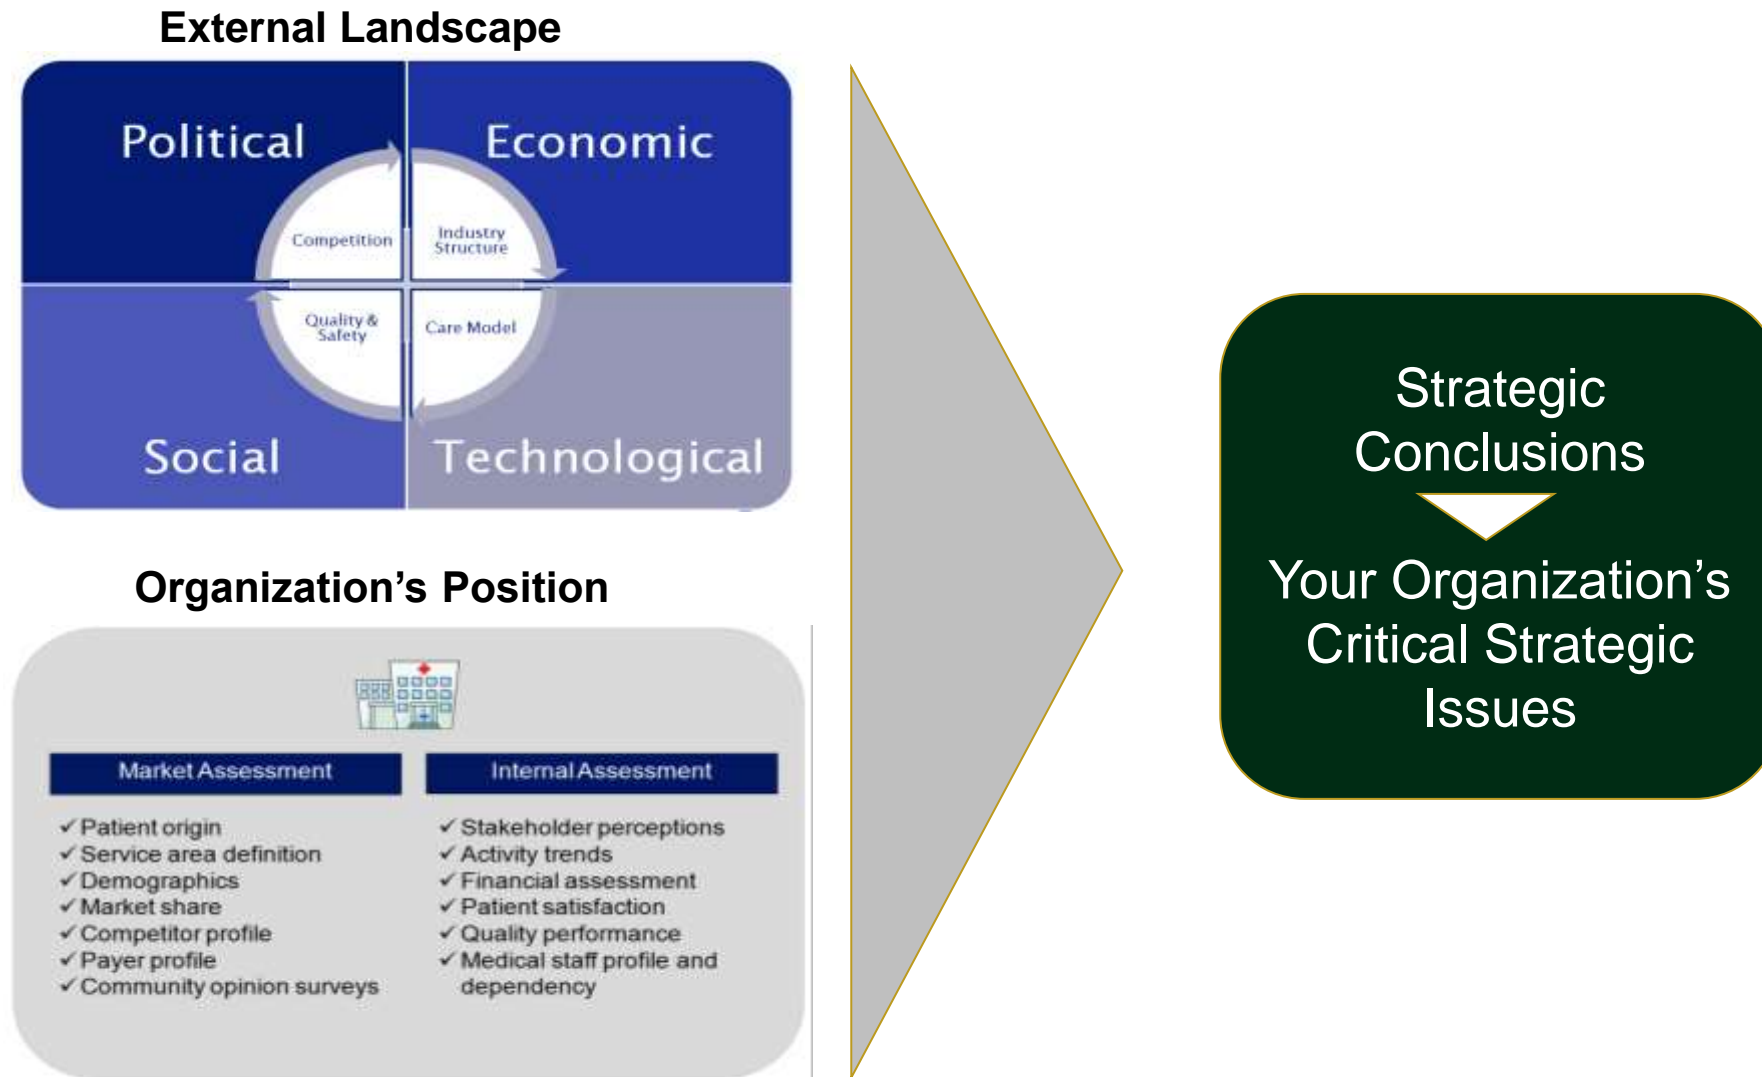 External Landscape
Political
Economic
Competition
Industry
Structure
Quality &
Safety
Care Model
Social
Technological
Organization’s Position
Market Assessment
✓ Patient origin
✓ Service area definition
✓ Demographics
✓ Market share
✓ Competitor profile
✓ Payer profile
✓ Community opinion surveys
Internal Assessment
✓ Stakeholder perceptions
✓ Activity trends
✓ Financial assessment
✓ Patient satisfaction
✓ Quality performance
✓ Medical staff profile and
dependency
Strategic
Conclusions
Your Organization’s
Critical Strategic
Issues